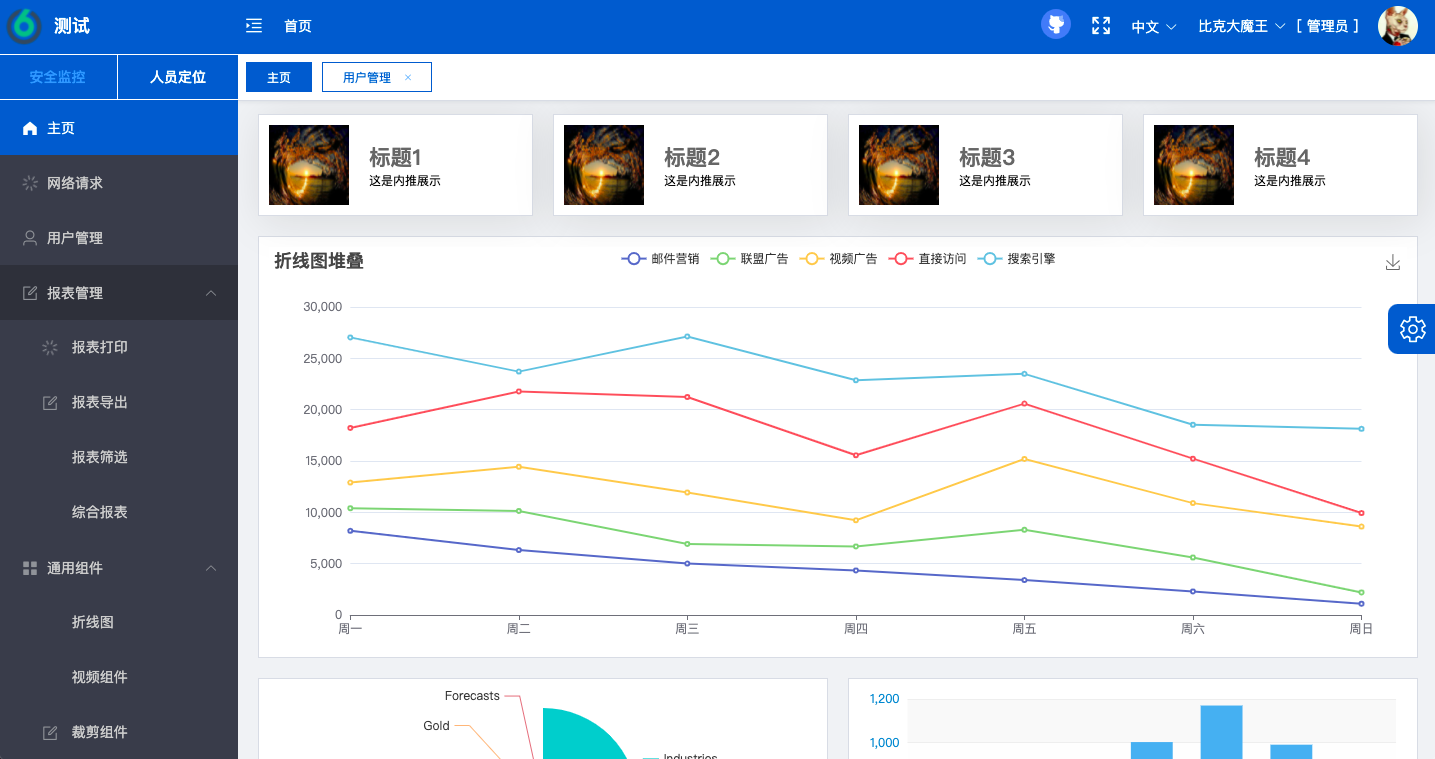 测试
首页
中文
比克大魔王
[ 管理员 ]
安全监控
人员定位
主页
用户管理 ×
主页
网络请求
用户管理
报表管理
报表打印
报表导出
报表筛选
综合报表
通用组件
折线图
视频组件
裁剪组件
标题1
这是内推展示
标题2
这是内推展示
标题3
这是内推展示
标题4
这是内推展示
折线图堆叠
邮件营销 联盟广告 视频广告 直接访问 搜索引擎
30,000
25,000
20,000
15,000
10,000
5,000
0
周一 周二 周三 周四 周五 周六 周日
Forecasts
Gold
Industries
1,200
1,000